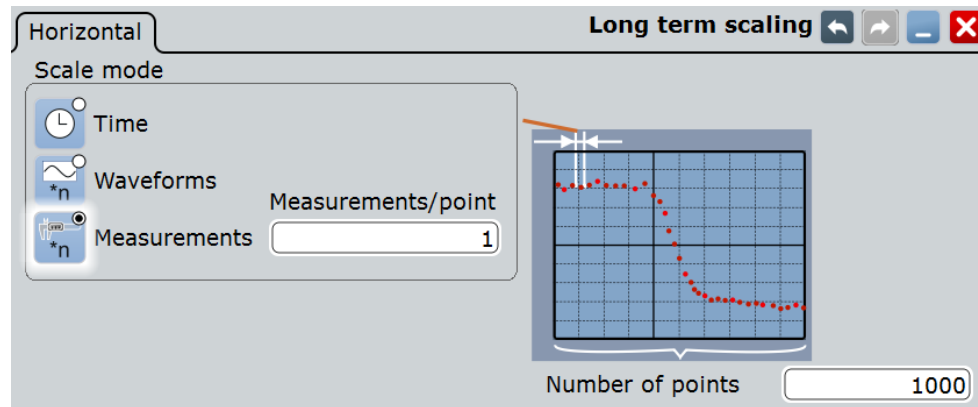 Horizontal
Long term scaling
Scale mode
Time
*n
Waveforms
Measurements/point
*n
Measurements
1
Number of points
1000